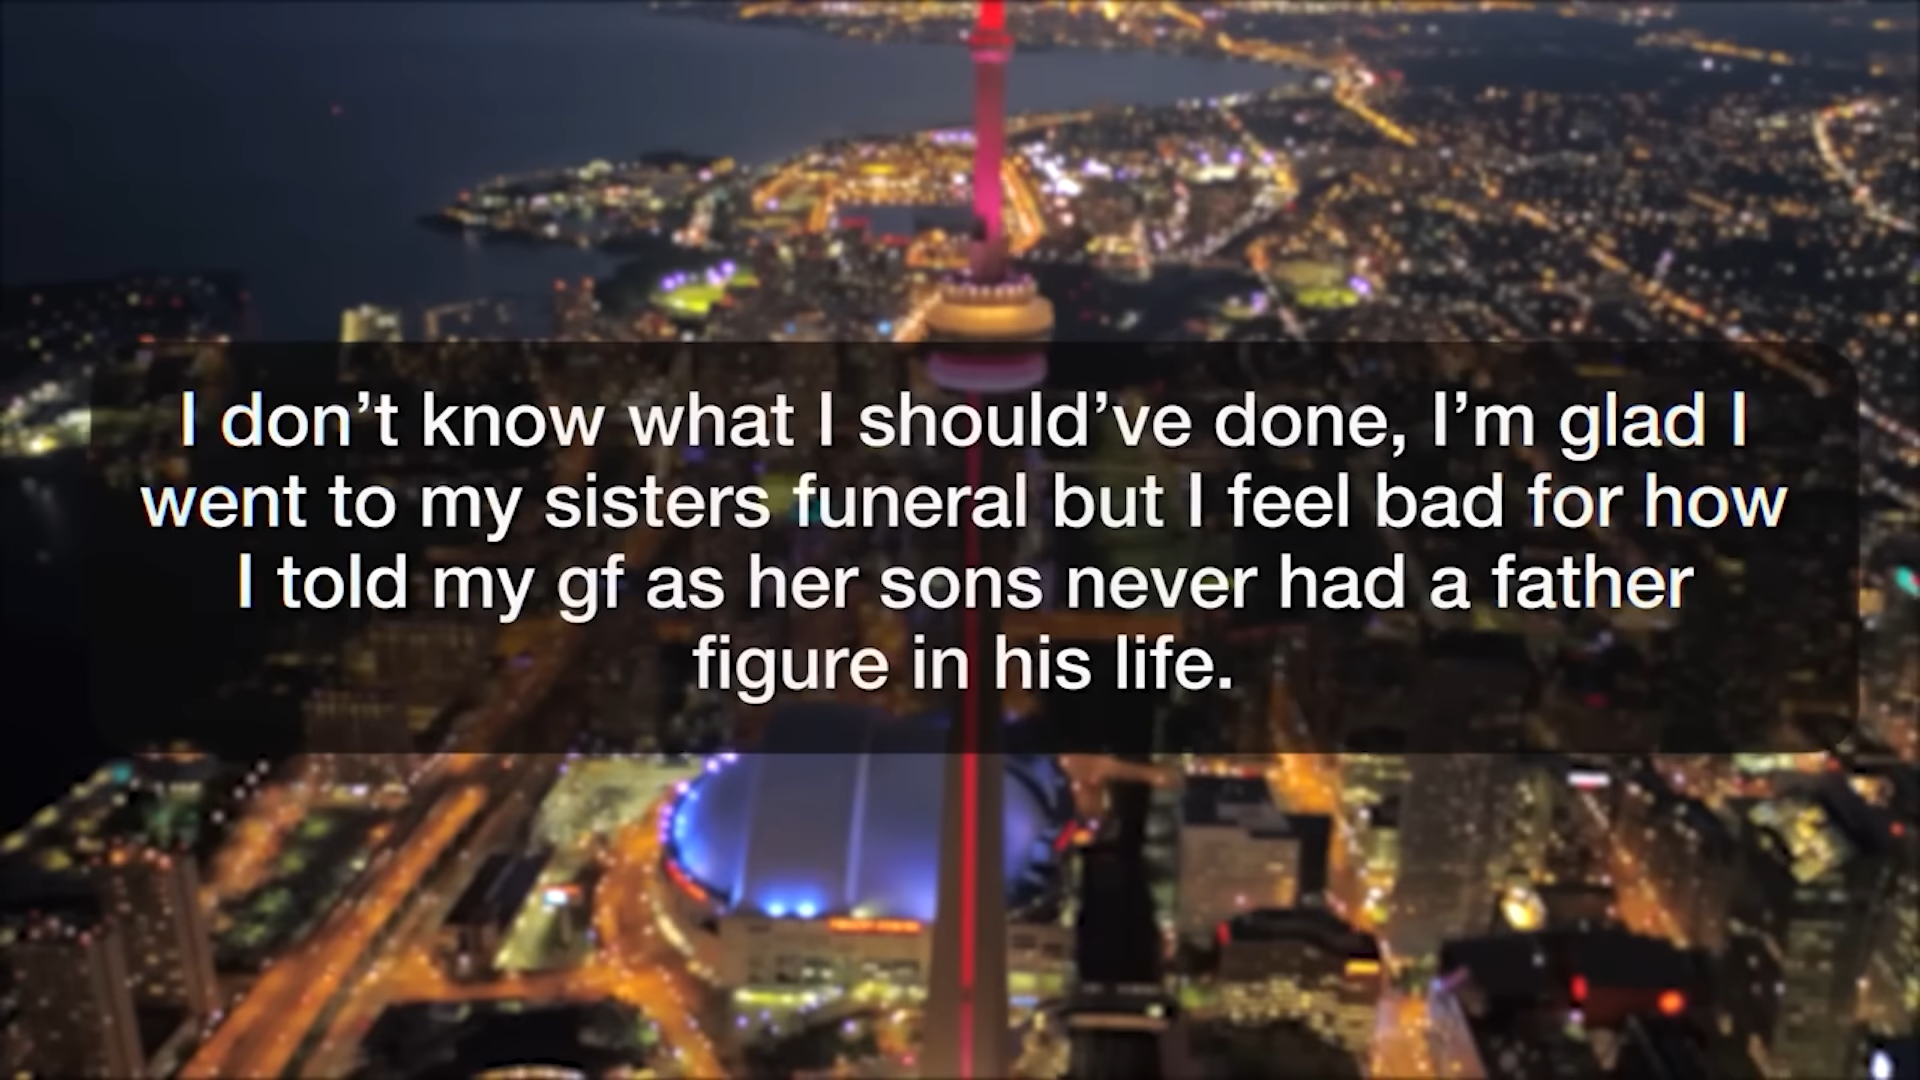 I don’t know what I should’ve done, I’m glad I
went to my sisters funeral but I feel bad for how
I told my gf as her sons never had a father
figure in his life.